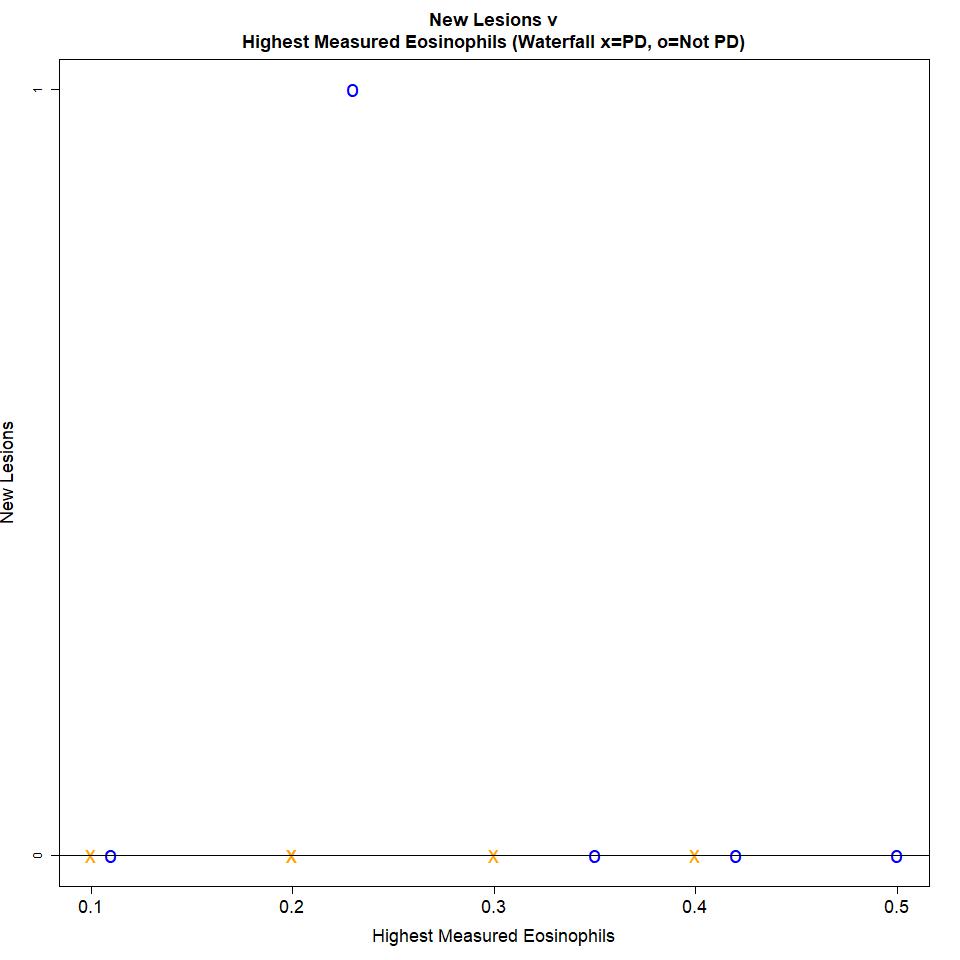 New Lesions v
Highest Measured Eosinophils (Waterfall x=PD, o=Not PD)
1
o
New Lesions
0
x o x x o x o o
0.1 0.2 0.3 0.4 0.5
Highest Measured Eosinophils